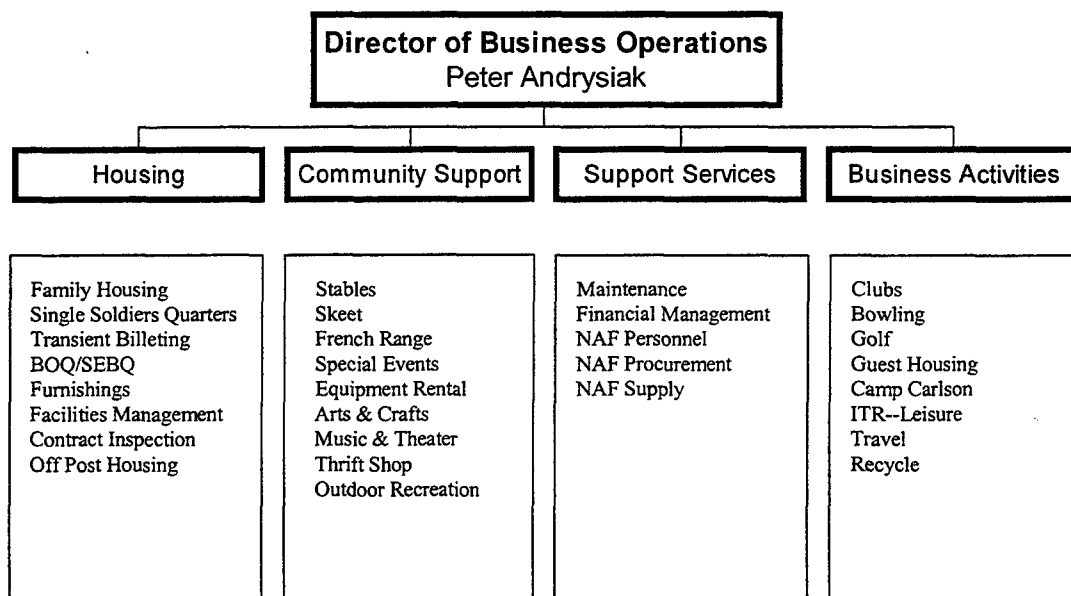 Director of Business Operations
Peter Andrysiak
Housing
Community Support
Support Services
Business Activities
Family Housing
Single Soldiers Quarters
Transient Billeting
BOQ/SEBQ
Furnishings
Facilities Management
Contract Inspection
Off Post Housing
Stables
Skeet
French Range
Special Events
Equipment Rental
Arts & Crafts
Music & Theater
Thrift Shop
Outdoor Recreation
Maintenance
Financial Management
NAF Personnel
NAF Procurement
NAF Supply
Clubs
Bowling
Golf
Guest Housing
Camp Carlson
ITR--Leisure
Travel
Recycle